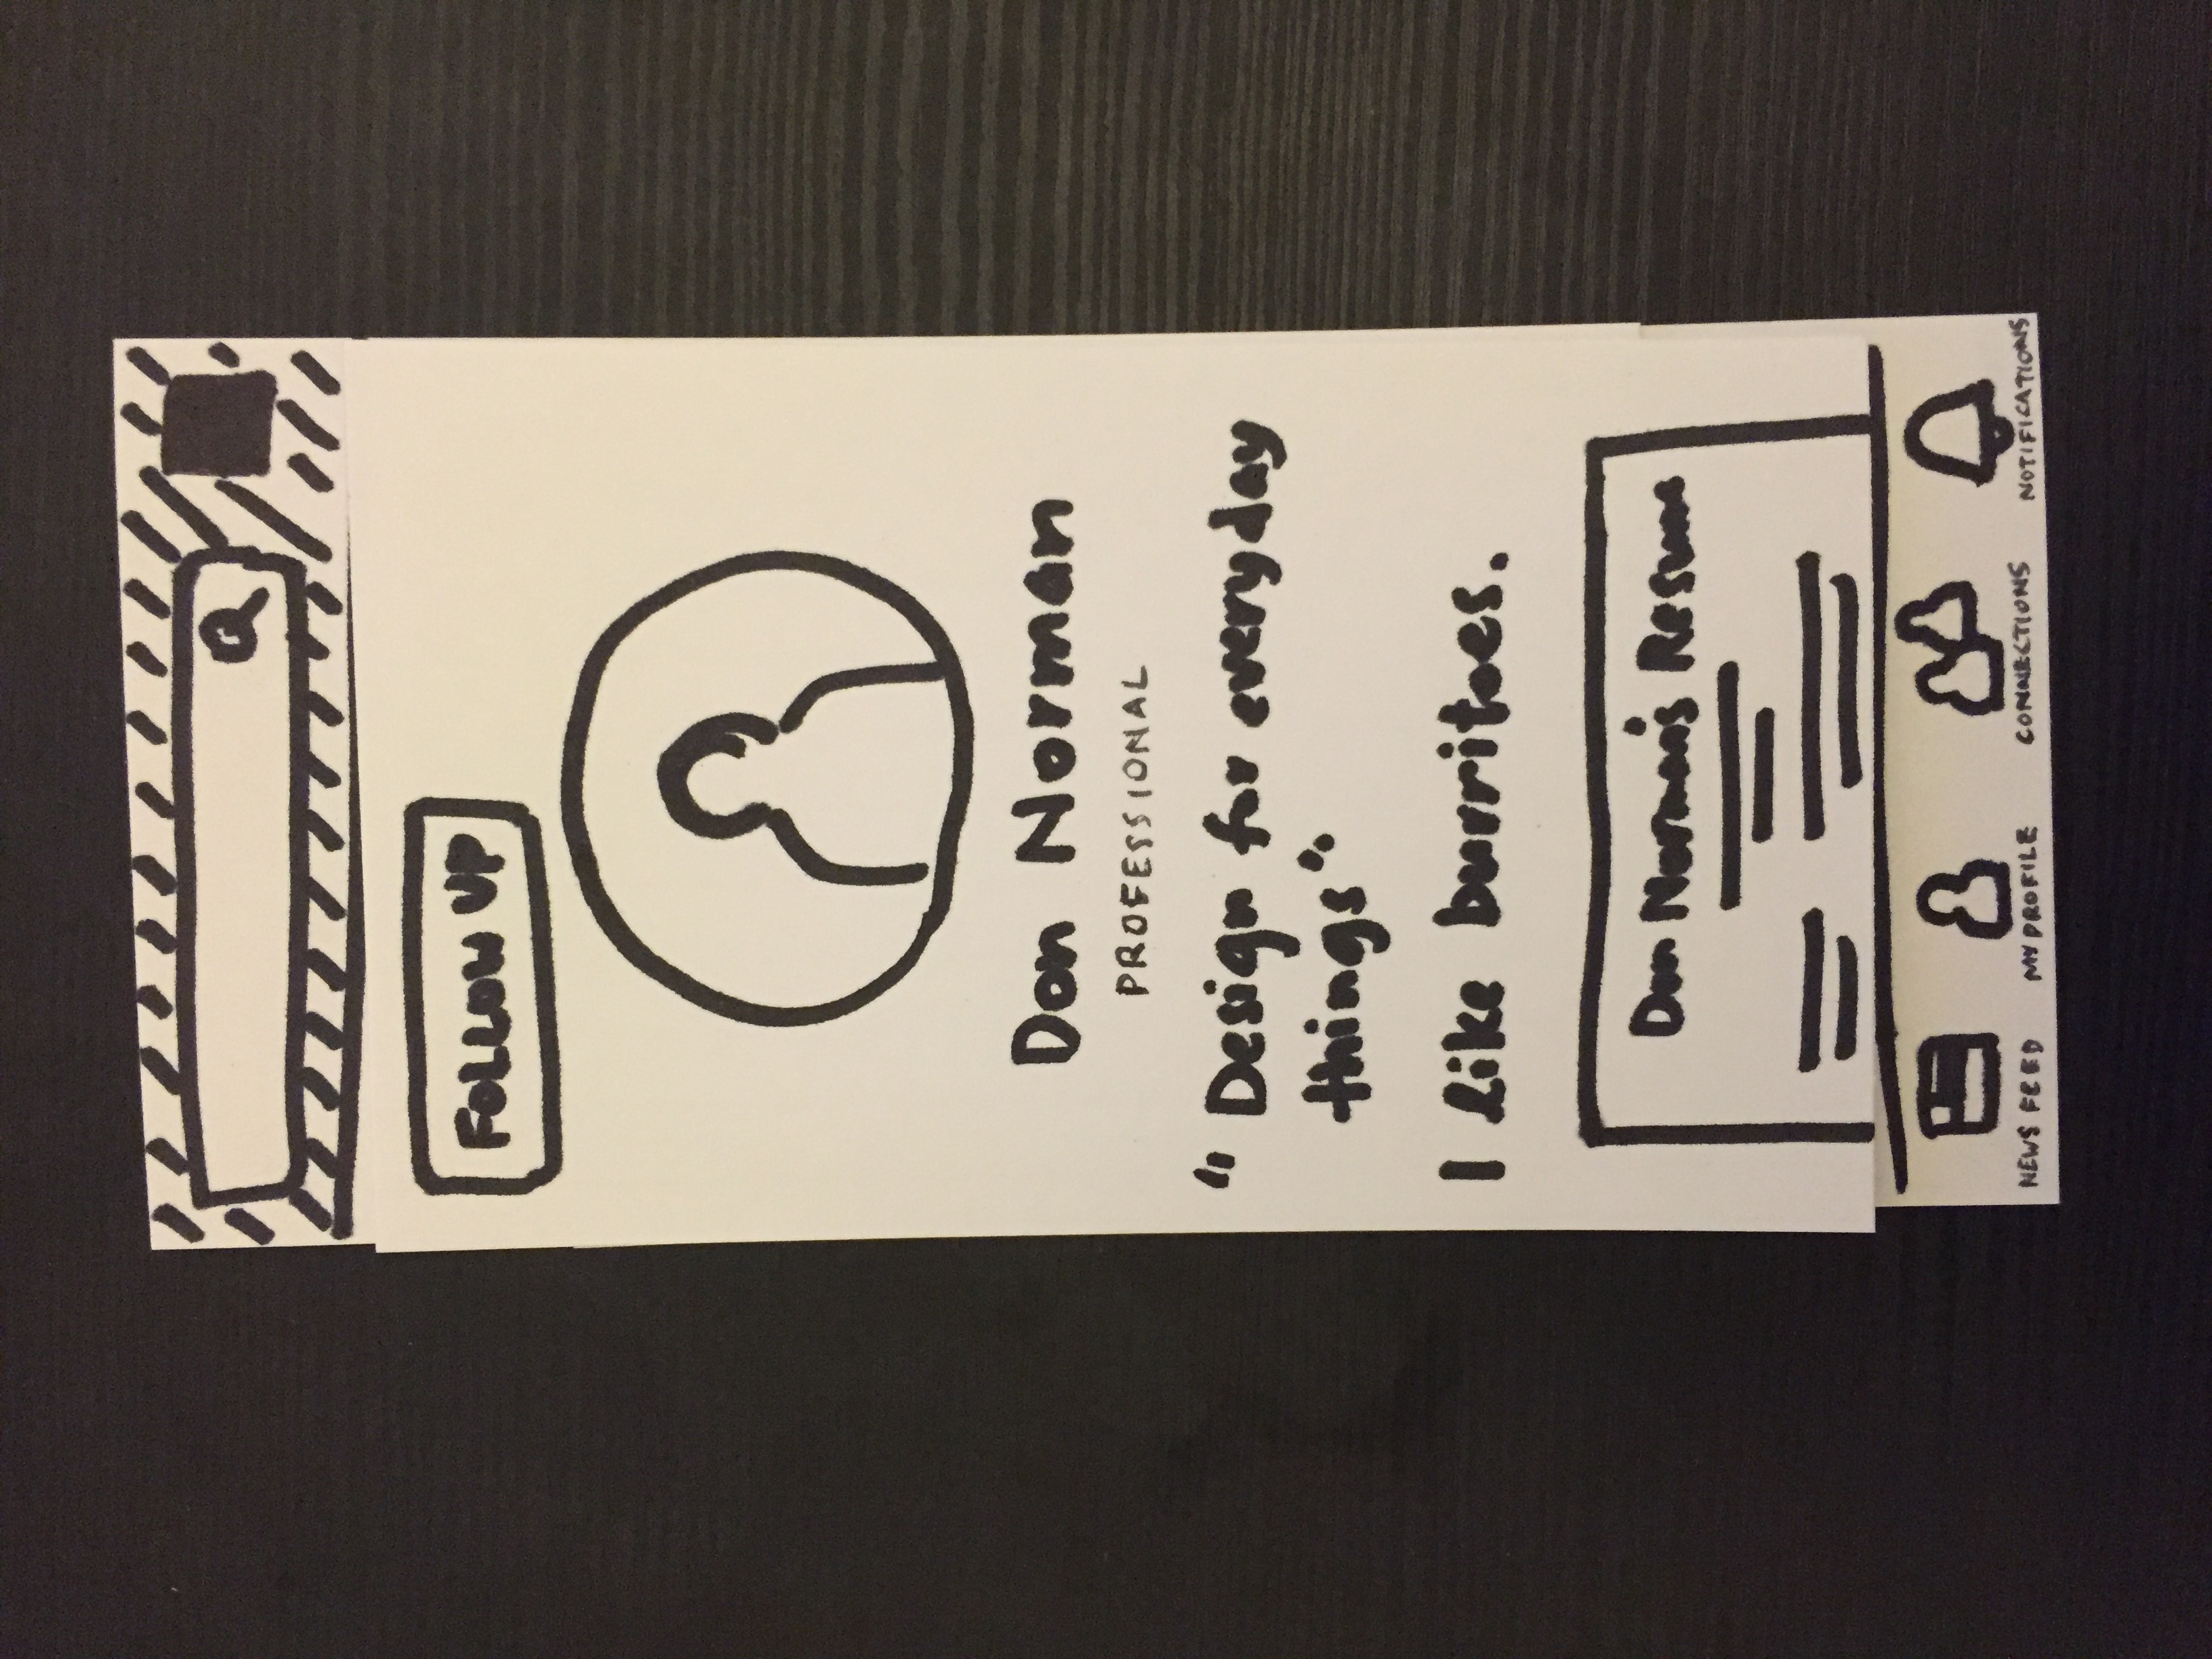 FOLLOW UP
Don Norman
PROFESSIONAL
" Design for everyday
things"
I like burritoes.
Don Norman's Resume
NEWS FEED
MY PROFILE
CONNECTIONS
NOTIFICATIONS